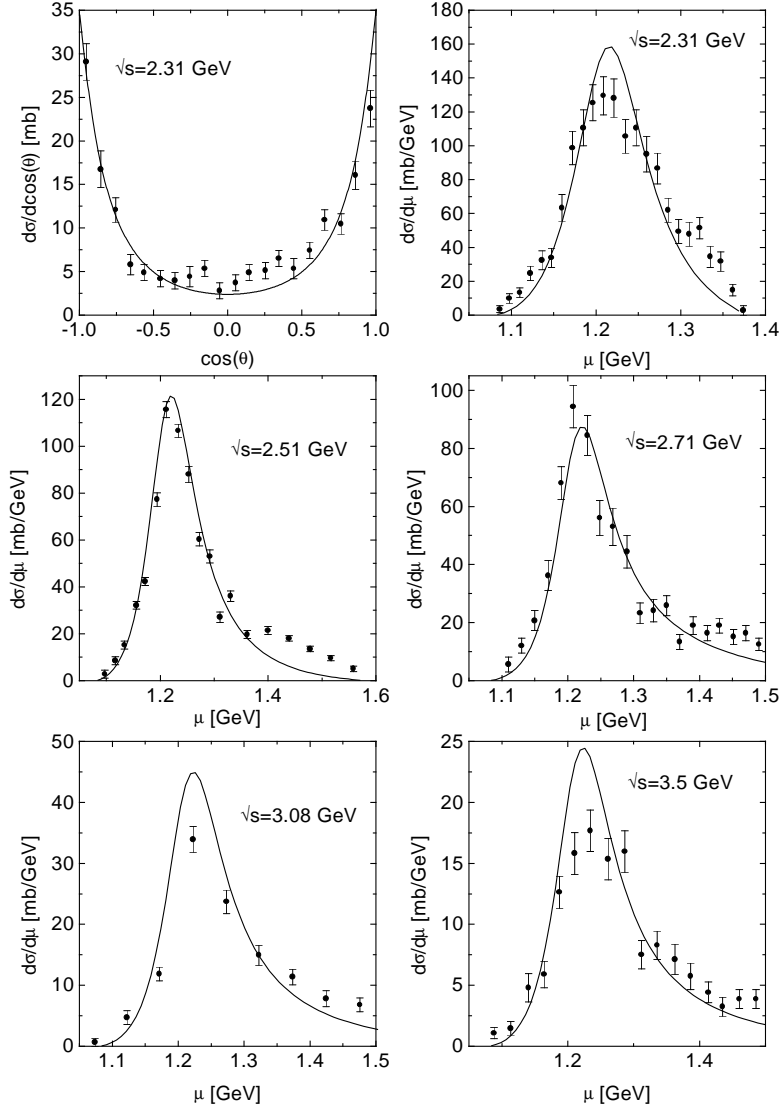 √s=2.31 GeV
dσ/dcos(θ) [mb]
35
30
25
20
15
10
5
0
-1.0 -0.5 0.0 0.5 1.0
cos(θ)
√s=2.31 GeV
dσ/dμ [mb/GeV]
180
160
140
120
100
80
60
40
20
0
1.1 1.2 1.3 1.4
μ [GeV]
√s=2.51 GeV
dσ/dμ [mb/GeV]
120
100
80
60
40
20
0
1.2 1.4 1.6
μ [GeV]
√s=2.71 GeV
dσ/dμ [mb/GeV]
100
80
60
40
20
0
1.1 1.2 1.3 1.4 1.5
μ [GeV]
√s=3.08 GeV
dσ/dμ [mb/GeV]
50
40
30
20
10
0
1.1 1.2 1.3 1.4 1.5
μ [GeV]
√s=3.5 GeV
dσ/dμ [mb/GeV]
25
20
15
10
5
0
1.2 1.4
μ [GeV]